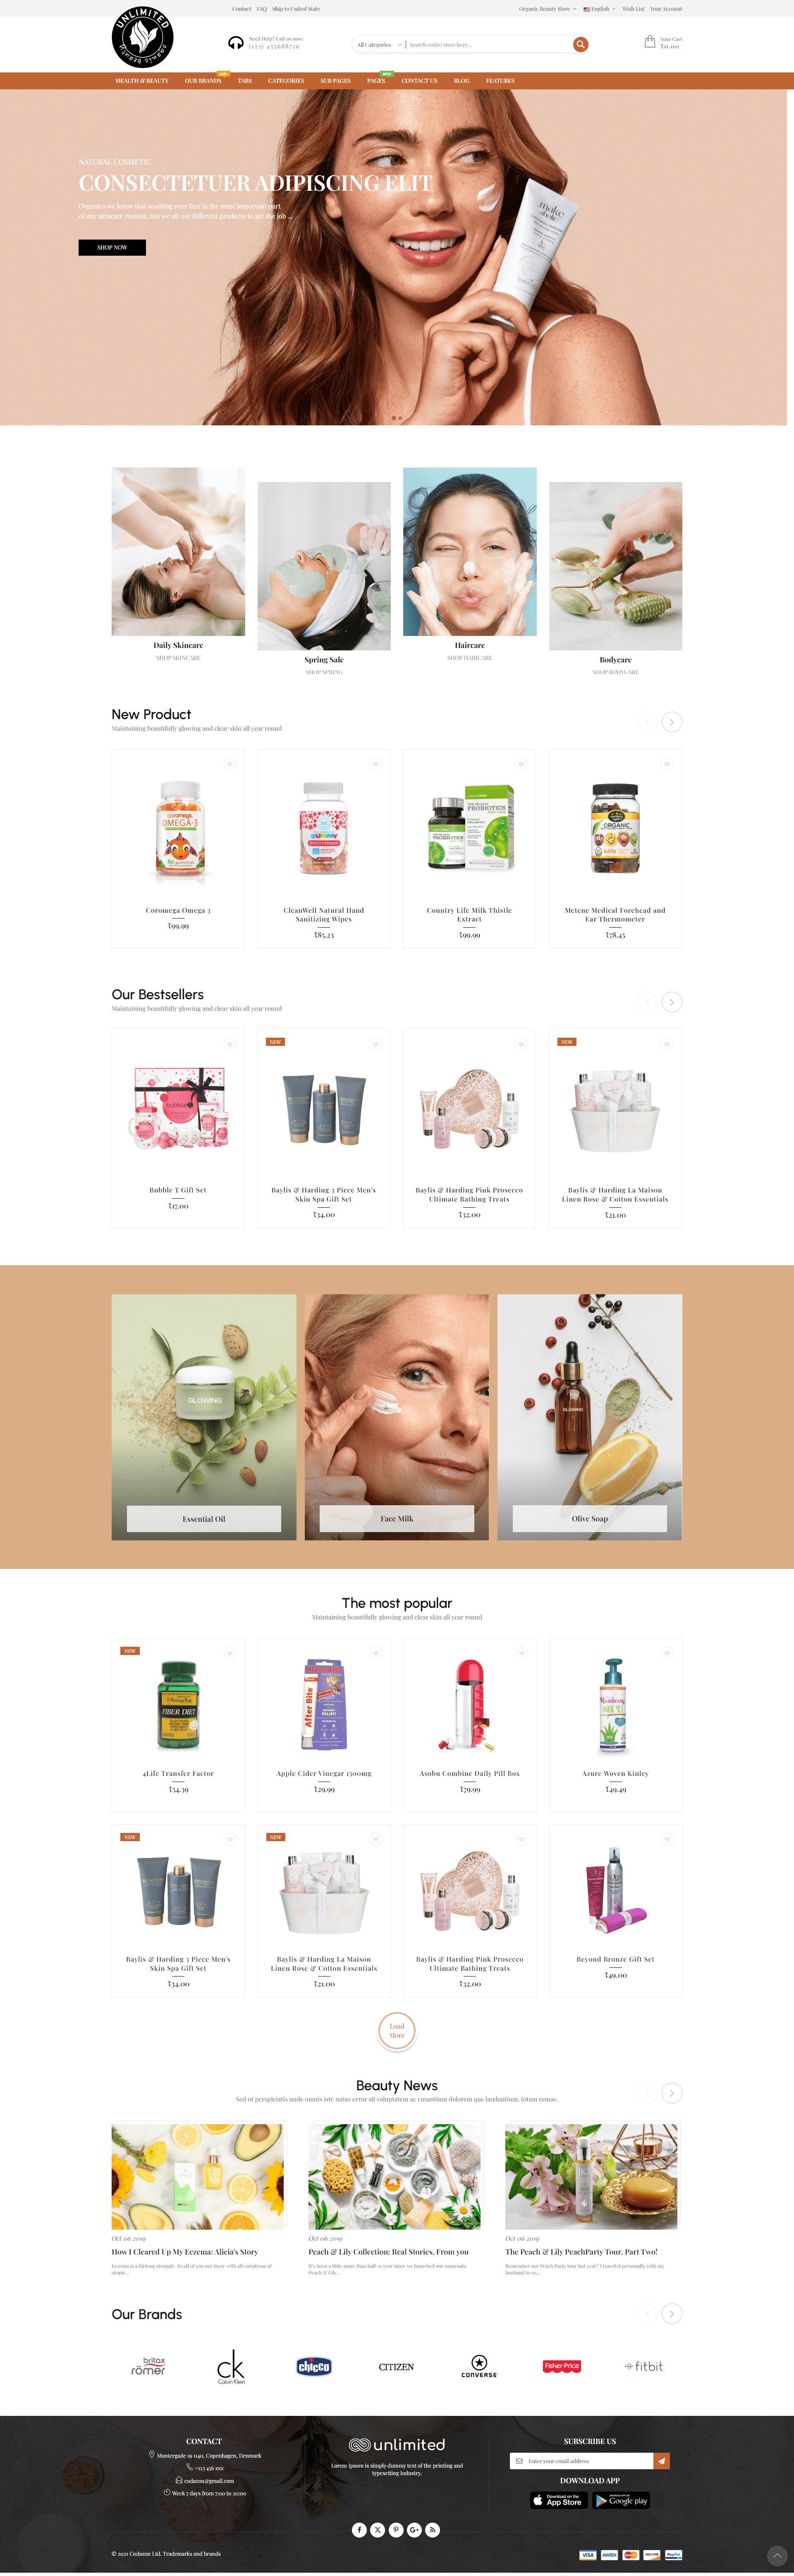 Contact FAQ Ship to United State
Organic Beauty Store English Wish List Your Account
UNLIMITED
Need Help? Call us now:
(123) 455688719
All Categories Search entire store here...
Your Cart
₹0.00
HEALTH & BEAUTY OUR BRANDS TABS CATEGORIES SUB PAGES PAGES CONTACT US BLOG FEATURES
NEW
NATURAL COSMETIC
CONSECTETUER ADIPISCING ELIT
Organica we know that washing your face is the most important part
of any skincare routine, but we all use different products to get the job ...
SHOP NOW
make
aholic
Daily Skincare
SHOP SKINCARE
Spring Sale
SHOP SPRING
Haircare
SHOP HAIRCARE
Bodycare
SHOP BODYCARE
New Product
Maintaining beautifully glowing and clear skin all year round
coromega
OMEGA-3
GUMMY
PROBIOTICS
ORGANIC
Coromega Omega 3
₹99.99
CleanWell Natural Hand
Sanitizing Wipes
₹85.23
Country Life Milk Thistle
Extract
₹99.99
Metene Medical Forehead and
Ear Thermometer
₹78.45
Our Bestsellers
Maintaining beautifully glowing and clear skin all year round
NEW
NEW
bubble t
Bubble T Gift Set
₹17.00
Baylis & Harding 3 Piece Men's
Skin Spa Gift Set
₹34.00
Baylis & Harding Pink Prosecco
Ultimate Bathing Treats
₹32.00
Baylis & Harding La Maison
Linen Rose & Cotton Essentials
₹21.00
GLOWING
GLOWING
Essential Oil
Face Milk
Olive Soap
The most popular
Maintaining beautifully glowing and clear skin all year round
NEW
FIBER DIET
After Bite
4Life Transfer Factor
₹54.39
Apple Cider Vinegar 1500mg
₹29.99
Asobu Combine Daily Pill Box
₹79.99
Azure Woven Kinley
₹49.49
NEW
NEW
Baylis & Harding 3 Piece Men's
Skin Spa Gift Set
₹34.00
Baylis & Harding La Maison
Linen Rose & Cotton Essentials
₹21.00
Baylis & Harding Pink Prosecco
Ultimate Bathing Treats
₹32.00
Beyond Bronze Gift Set
₹49.00
Load
More
Beauty News
Sed ut perspiciatis unde omnis iste natus error sit voluptatem ac cusantium dolorem que laudantium, totam remae.
Oct 06 2019
How I Cleared Up My Eczema: Alicia's Story
Eczema is a lifelong struggle. To all of you out there with all variations of
atopic...
Oct 06 2019
Peach & Lily Collection: Real Stories, From you
It's been a little more than half-a-year since we launched our namesake
Peach & Lily...
Oct 06 2019
The Peach & Lily PeachParty Tour, Part Two!
Remember our Peach Party tour last year? I traveled personally with my
husband to so...
Our Brands
britax
römer
ck
Calvin Klein
chicco
CITIZEN
CONVERSE
Fisher-Price
fitbit
CONTACT
Montergade 19 1140, Copenhagen, Denmark
+123 456 xxx
codazon@gmail.com
Week 7 days from 7:00 to 20:00
unlimited
Lorem Ipsum is simply dummy text of the printing and
typesetting industry.
SUBSCRIBE US
Enter your email address
DOWNLOAD APP
Download on the
App Store
Google play
© 2021 Codazon Ltd. Trademarks and brands
VISA AMEX MasterCard DISCOVER PayPal